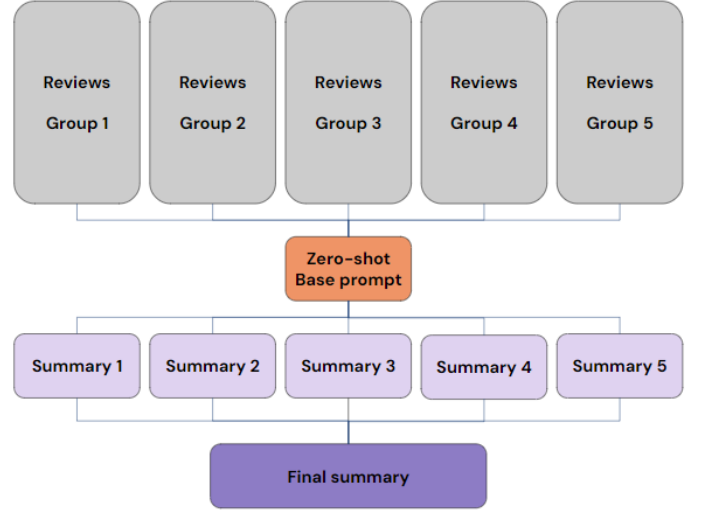 Reviews
Group 1
Reviews
Group 2
Reviews
Group 3
Reviews
Group 4
Reviews
Group 5
Zero-shot
Base prompt
Summary 1
Summary 2
Summary 3
Summary 4
Summary 5
Final summary